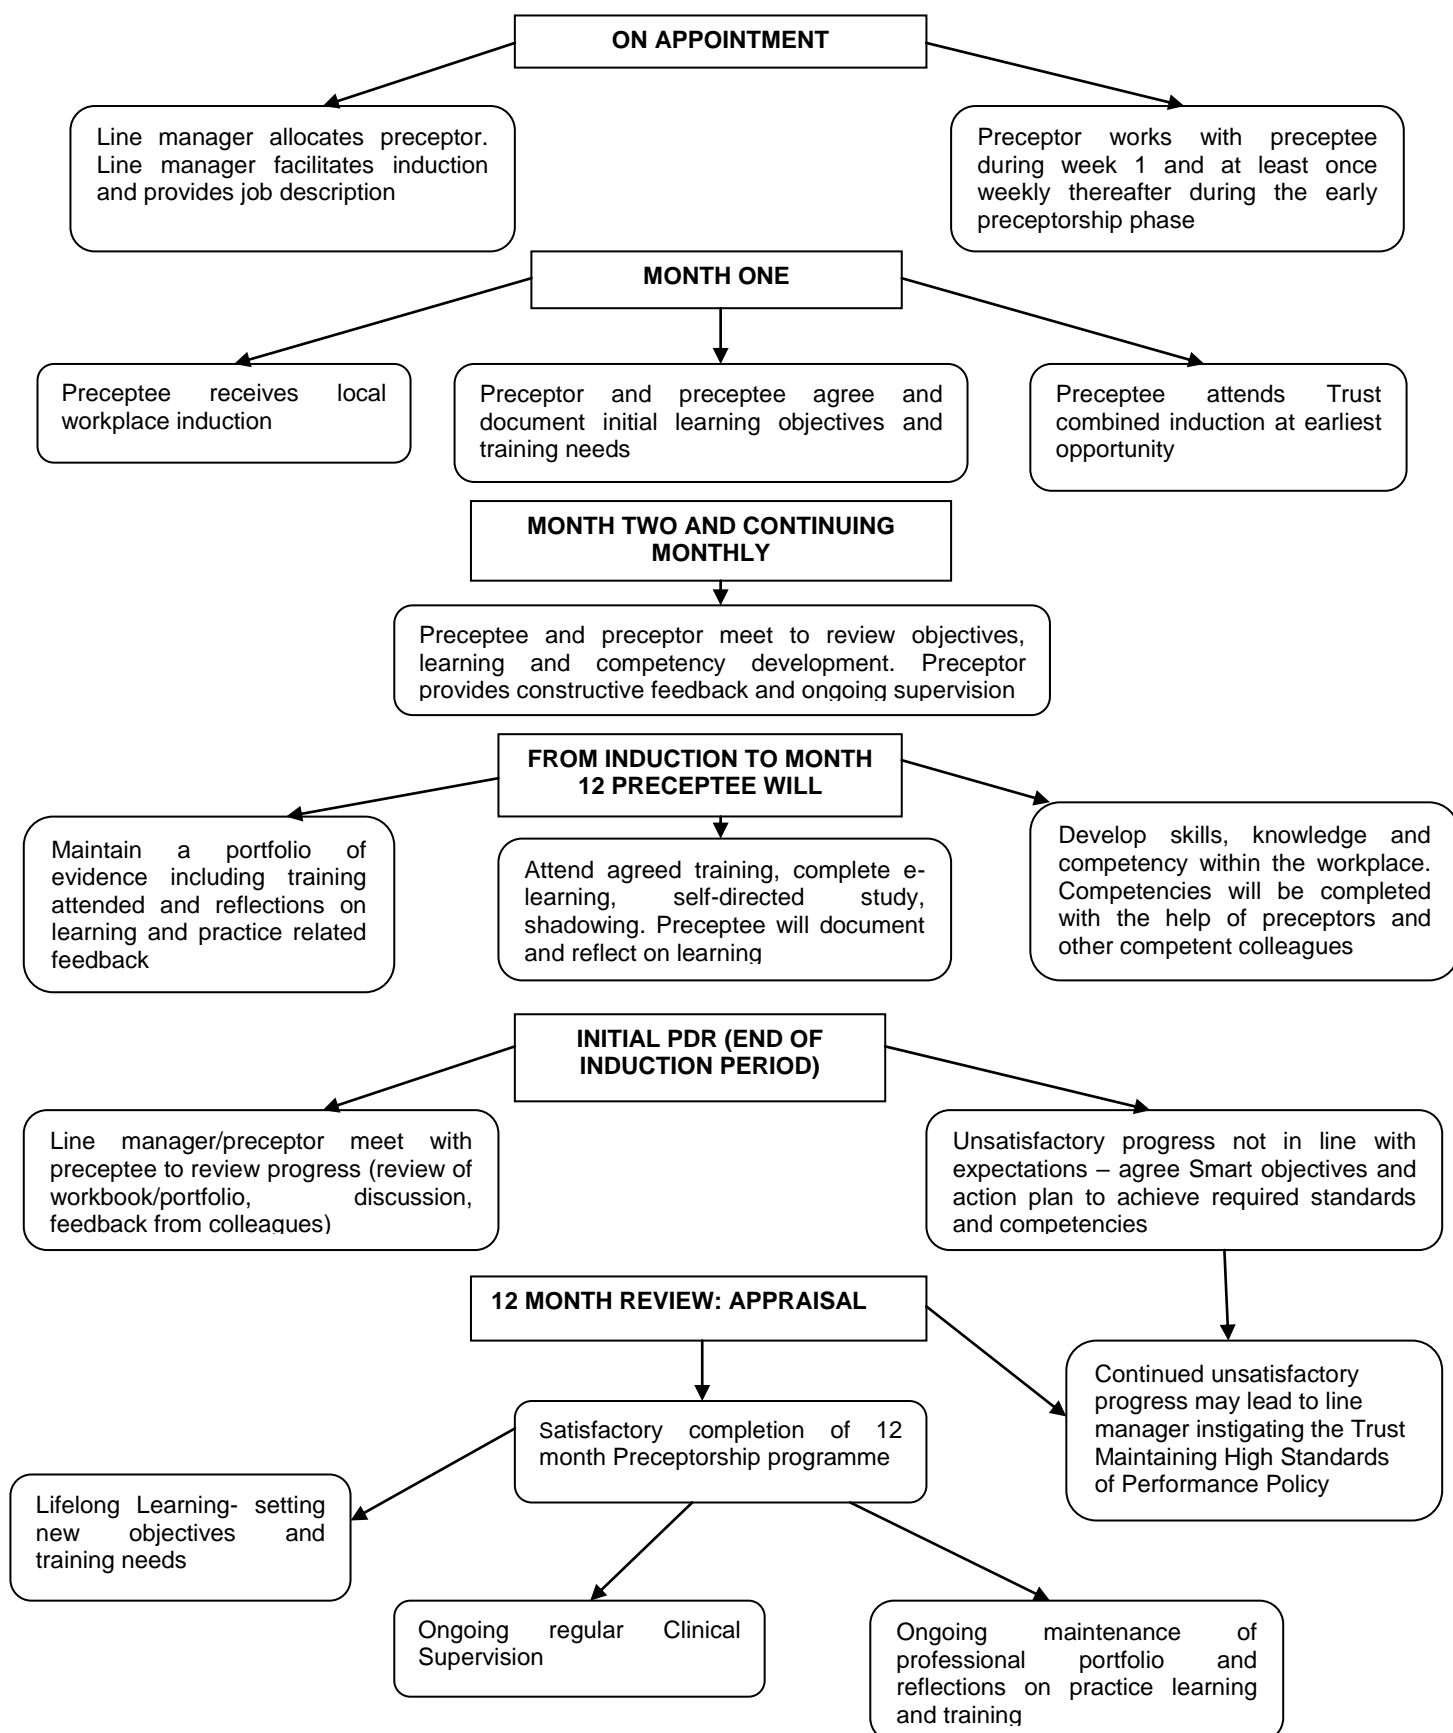 ON APPOINTMENT
Line manager allocates preceptor.
Line manager facilitates induction
and provides job description
Preceptor works with preceptee
during week 1 and at least once
weekly thereafter during the early
preceptorship phase
MONTH ONE
Preceptee receives local
workplace induction
Preceptor and preceptee agree and
document initial learning objectives and
training needs
Preceptee attends Trust
combined induction at earliest
opportunity
MONTH TWO AND CONTINUING
MONTHLY
Preceptee and preceptor meet to review objectives,
learning and competency development. Preceptor
provides constructive feedback and ongoing supervision
FROM INDUCTION TO MONTH
12 PRECEPTEE WILL
Maintain a portfolio of
evidence including training
attended and reflections on
learning and practice related
feedback
Attend agreed training, complete e-
learning, self-directed study,
shadowing. Preceptee will document
and reflect on learning
Develop skills, knowledge and
competency within the workplace.
Competencies will be completed
with the help of preceptors and
other competent colleagues
INITIAL PDR (END OF
INDUCTION PERIOD)
Line manager/preceptor meet with
preceptee to review progress (review of
workbook/portfolio, discussion,
feedback from colleagues)
Unsatisfactory progress not in line with
expectations – agree Smart objectives and
action plan to achieve required standards
and competencies
12 MONTH REVIEW: APPRAISAL
Continued unsatisfactory
progress may lead to line
manager instigating the Trust
Maintaining High Standards
of Performance Policy
Satisfactory completion of 12
month Preceptorship programme
Lifelong Learning- setting
new objectives and
training needs
Ongoing regular Clinical
Supervision
Ongoing maintenance of
professional portfolio and
reflections on practice learning
and training